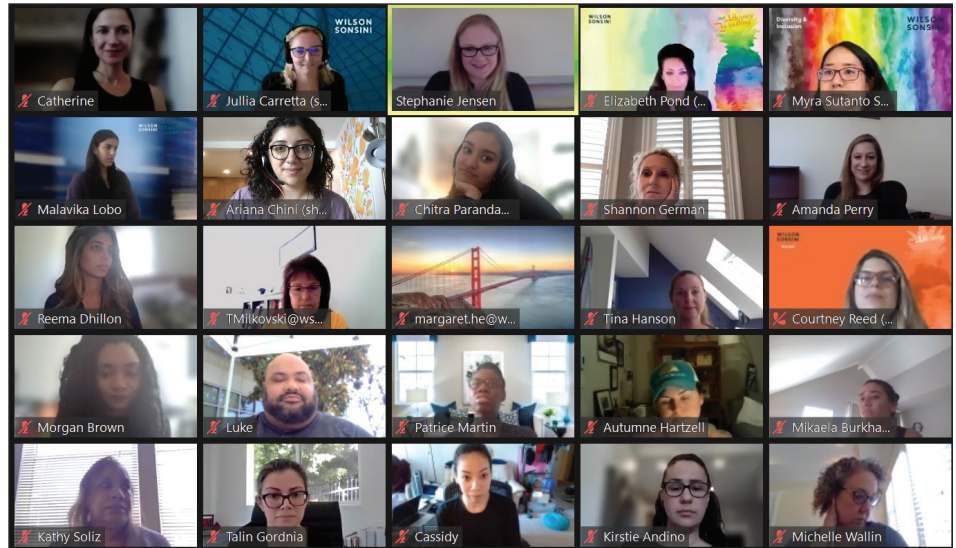 WILSON
SONSINI
Catherine
Jullia Carretta (s...
Stephanie Jensen
WILSON
SONSINI
Elizabeth Pond (...
Diversity &
Inclusion
WILSON
SONSINI
Myra Sutanto S...
WILSON
SONSINI
Malavika Lobo
Ariana Chini (sh...
Chitra Paranda...
Shannon German
Amanda Perry
Reema Dhillon
TMilkovski@ws...
margaret.he@w...
Tina Hanson
WILSON
SONSINI
Courtney Reed (...
Morgan Brown
Luke
Patrice Martin
Autumne Hartzell
Mikaela Burkha...
Kathy Soliz
Talin Gordnia
Cassidy
Kirstie Andino
Michelle Wallin